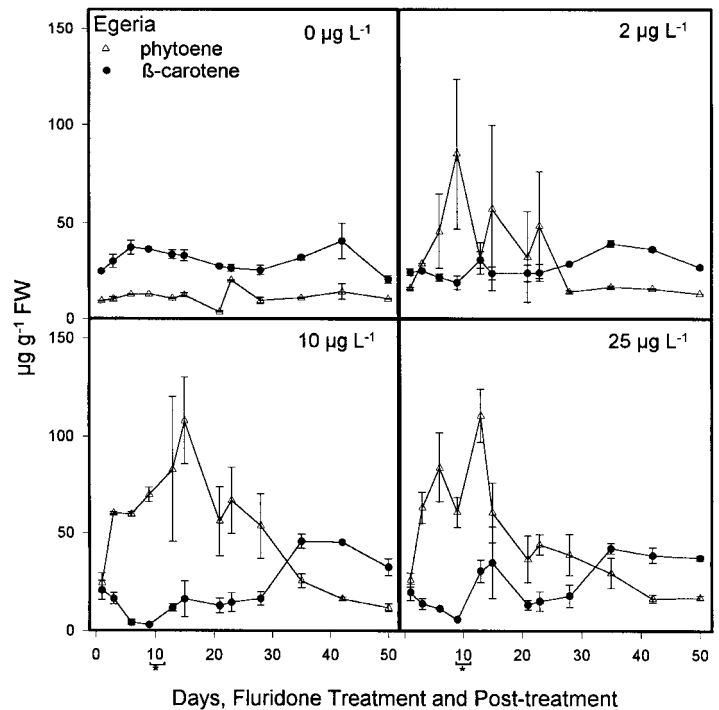 Egeria
phytoene
ß-carotene
0 µg L⁻¹
2 µg L⁻¹
10 µg L⁻¹
25 µg L⁻¹
150
100
50
0
150
100
50
0
µg g⁻¹ FW
0 10 20 30 40 50
0 10 20 30 40 50
* *
Days, Fluridone Treatment and Post-treatment